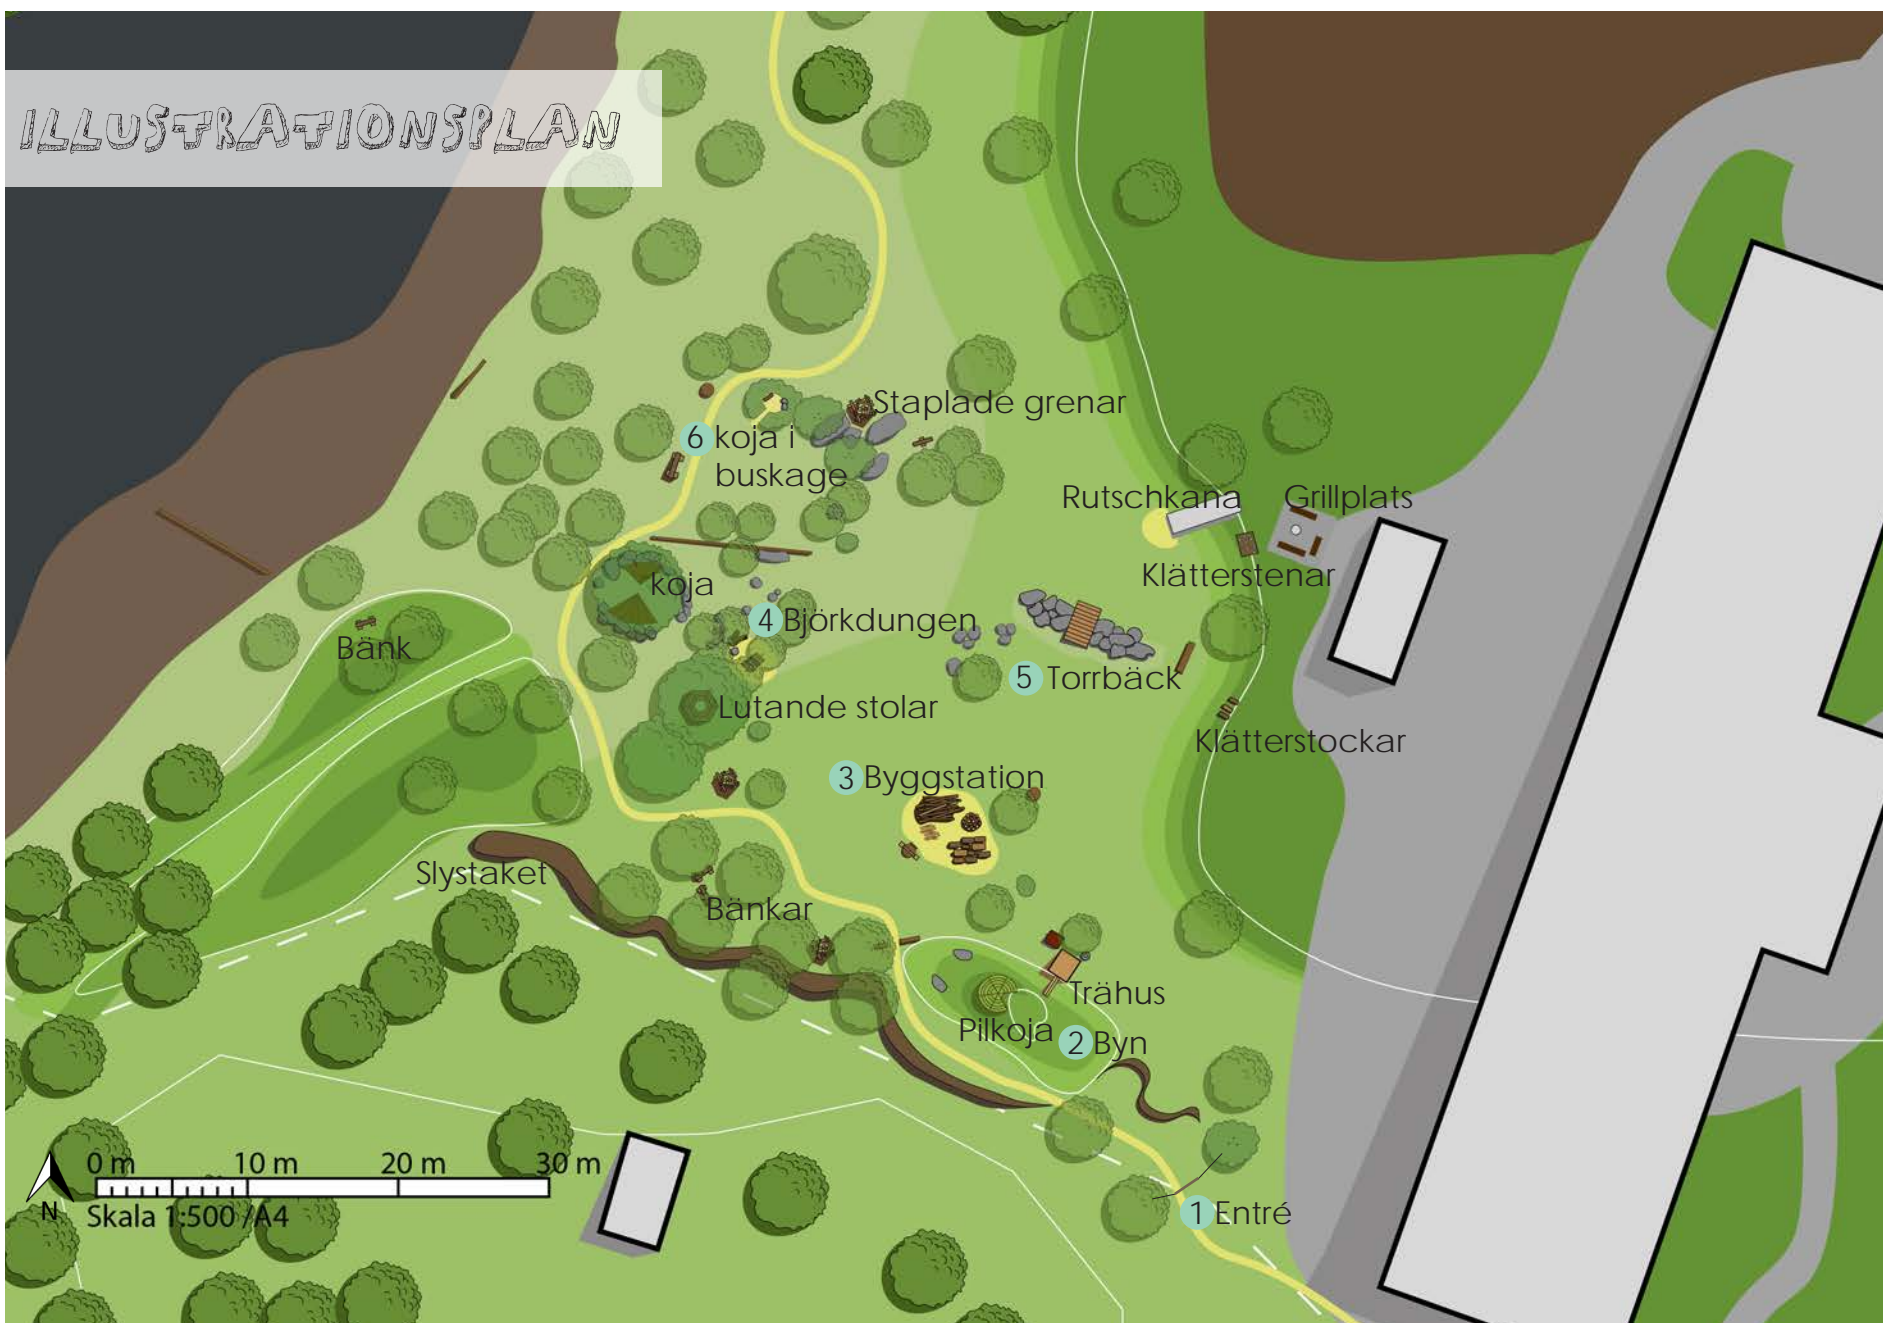 ILLUSTRATIONSPLAN
Staplade grenar
6 koja i
buskage
Rutschkana
Grillplats
Klätterstenar
koja
4 Björkdungen
Bänk
5 Torrbäck
Lutande stolar
Klätterstockar
3 Byggstation
Slystaket
Bänkar
Trähus
Pilkoja
2 Byn
0 m 10 m 20 m 30 m
N
Skala 1:500 /A4
1 Entré